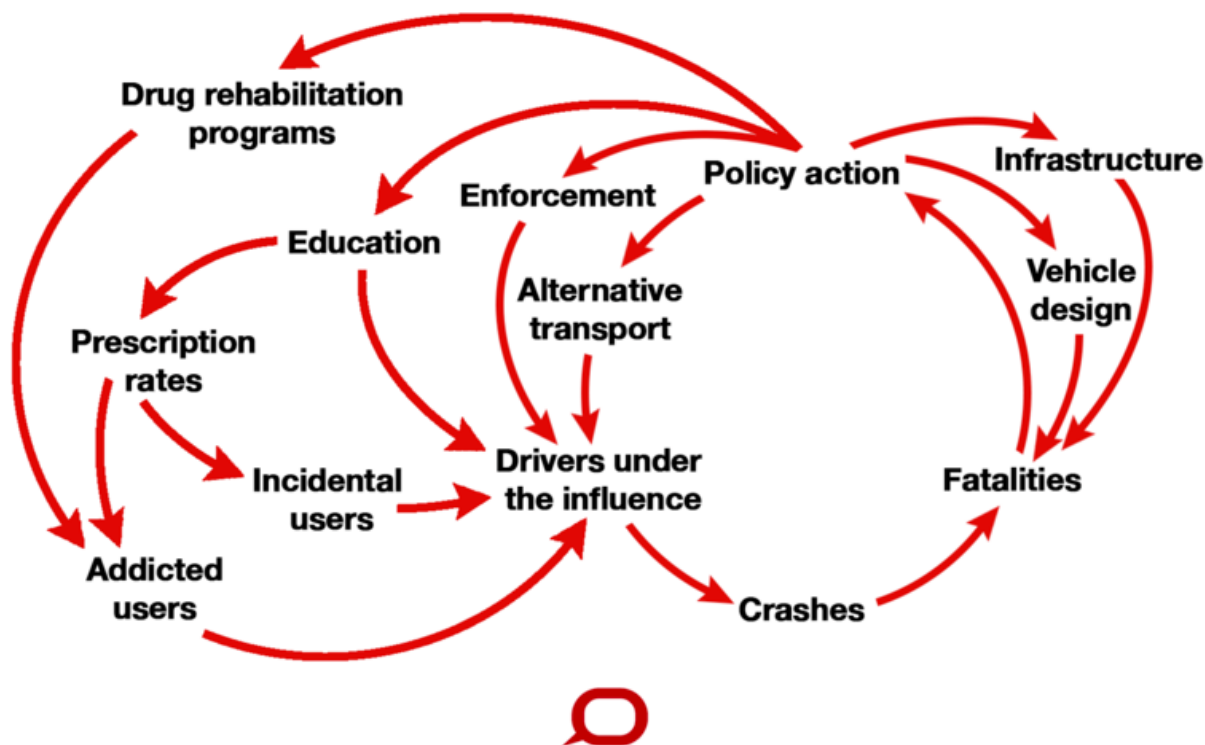 Drug rehabilitation
programs
Policy action
Infrastructure
Enforcement
Education
Alternative
transport
Vehicle
design
Prescription
rates
Drivers under
the influence
Incidental
users
Fatalities
Addicted
users
Crashes